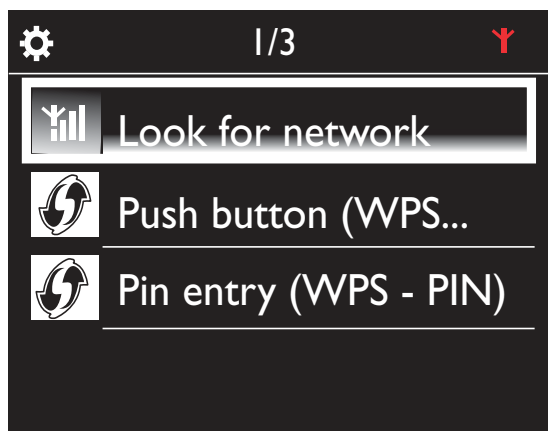 1/3
Look for network
Push button (WPS...
Pin entry (WPS - PIN)